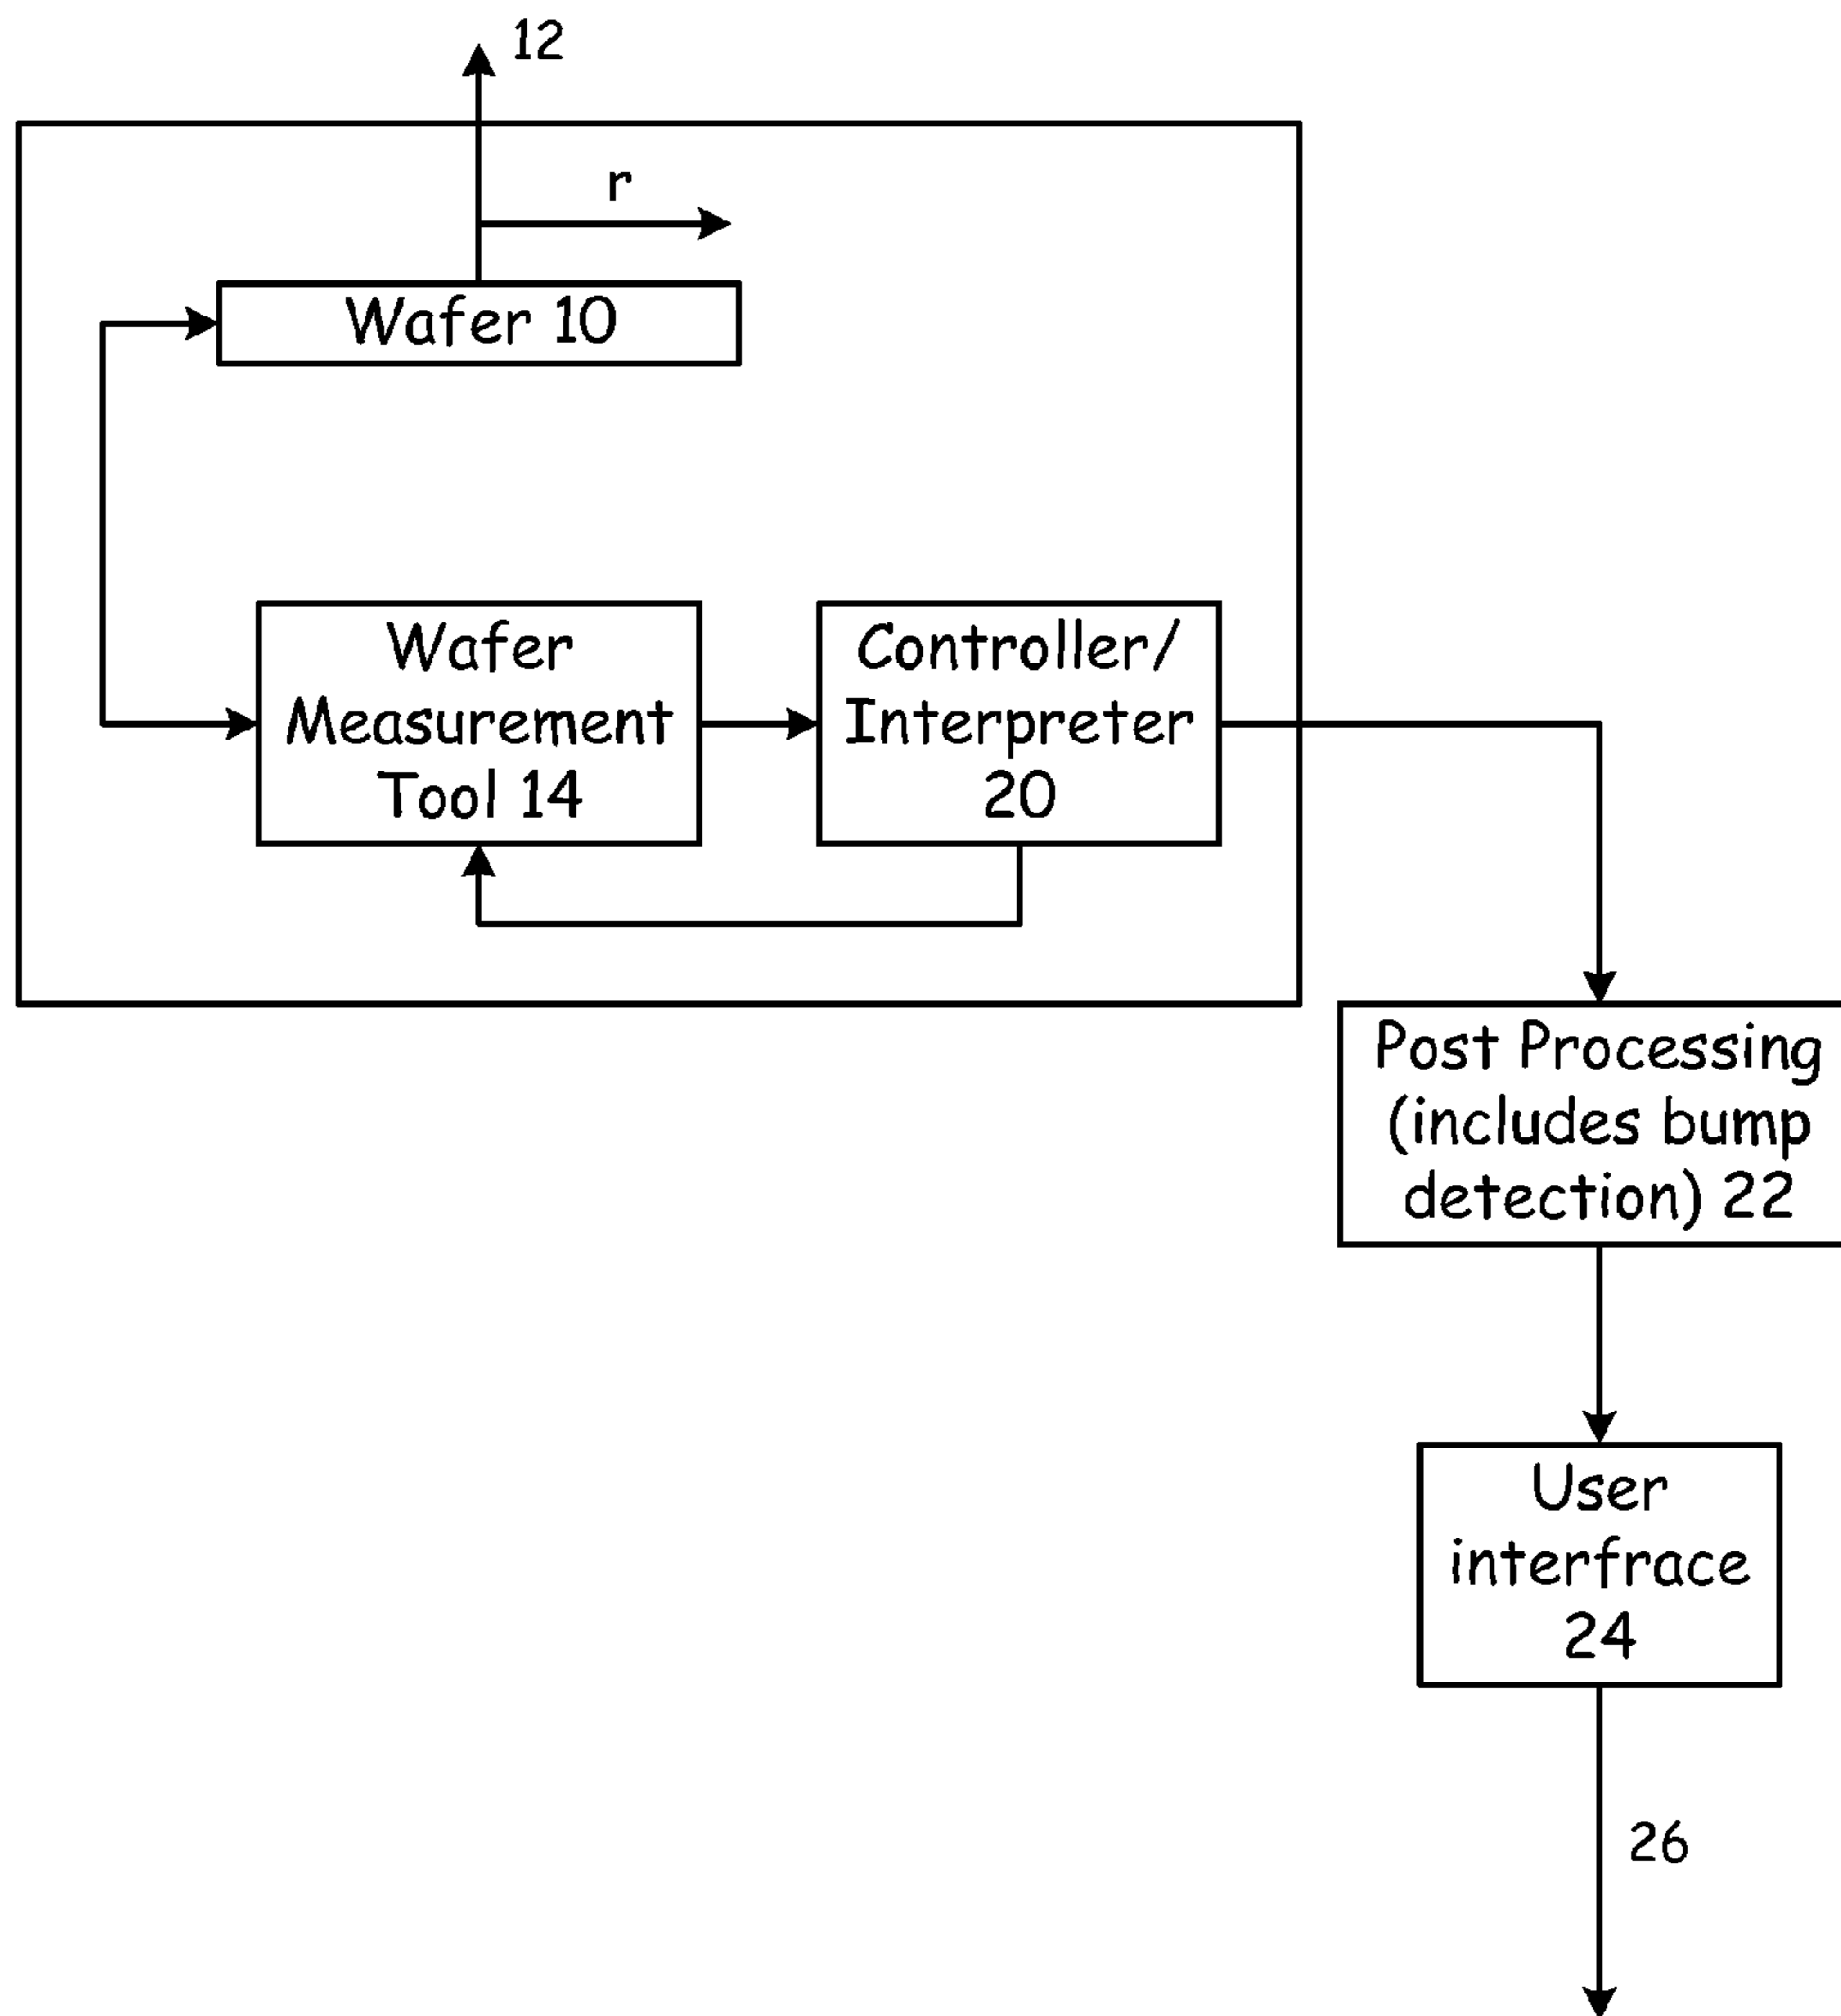 12
r
Wafer 10
Wafer
Measurement
Tool 14
Controller/
Interpreter
20
Post Processing
(includes bump
detection) 22
User
interfrace
24
26